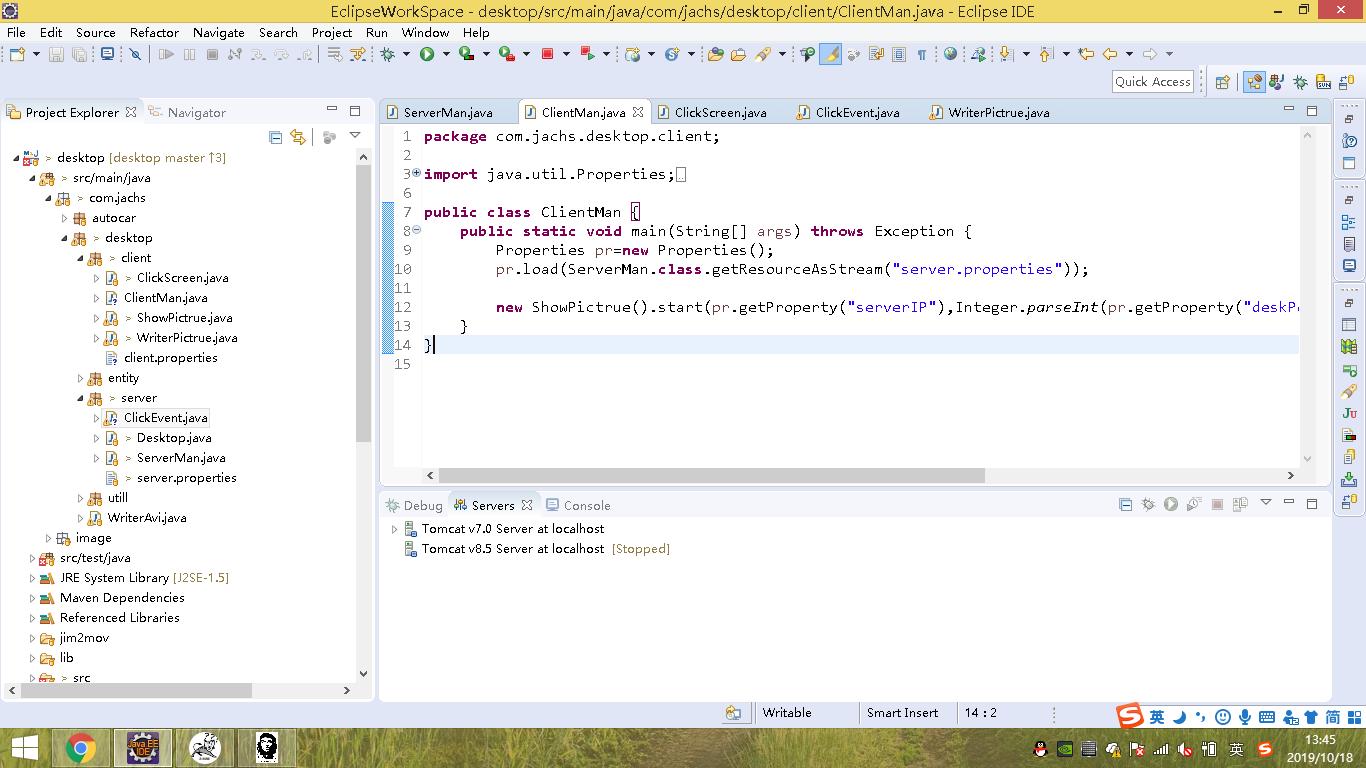 EclipseWorkSpace - desktop/src/main/java/com/jachs/desktop/client/ClientMan.java - Eclipse IDE
File Edit Source Refactor Navigate Search Project Run Window Help
Quick Access
Project Explorer
Navigator
desktop [desktop master ↑3]
src/main/java
com.jachs
autocar
desktop
client
ClickScreen.java
ClientMan.java
ShowPictrue.java
WriterPictrue.java
client.properties
entity
server
ClickEvent.java
Desktop.java
ServerMan.java
server.properties
utill
WriterAvi.java
image
src/test/java
JRE System Library [J2SE-1.5]
Maven Dependencies
Referenced Libraries
jim2mov
lib
src
ServerMan.java ClientMan.java ClickScreen.java ClickEvent.java WriterPictrue.java
1 package com.jachs.desktop.client;
2
3 import java.util.Properties;
6
7 public class ClientMan {
8 public static void main(String[] args) throws Exception {
9 Properties pr=new Properties();
10 pr.load(ServerMan.class.getResourceAsStream("server.properties"));
11
12 new ShowPictrue().start(pr.getProperty("serverIP"),Integer.parseInt(pr.getProperty("deskP
13 }
14 }
15
Debug Servers Console
Tomcat v7.0 Server at localhost
Tomcat v8.5 Server at localhost [Stopped]
Writable Smart Insert 14 : 2
英 简
Java EE IDE
英
13:45
2019/10/18